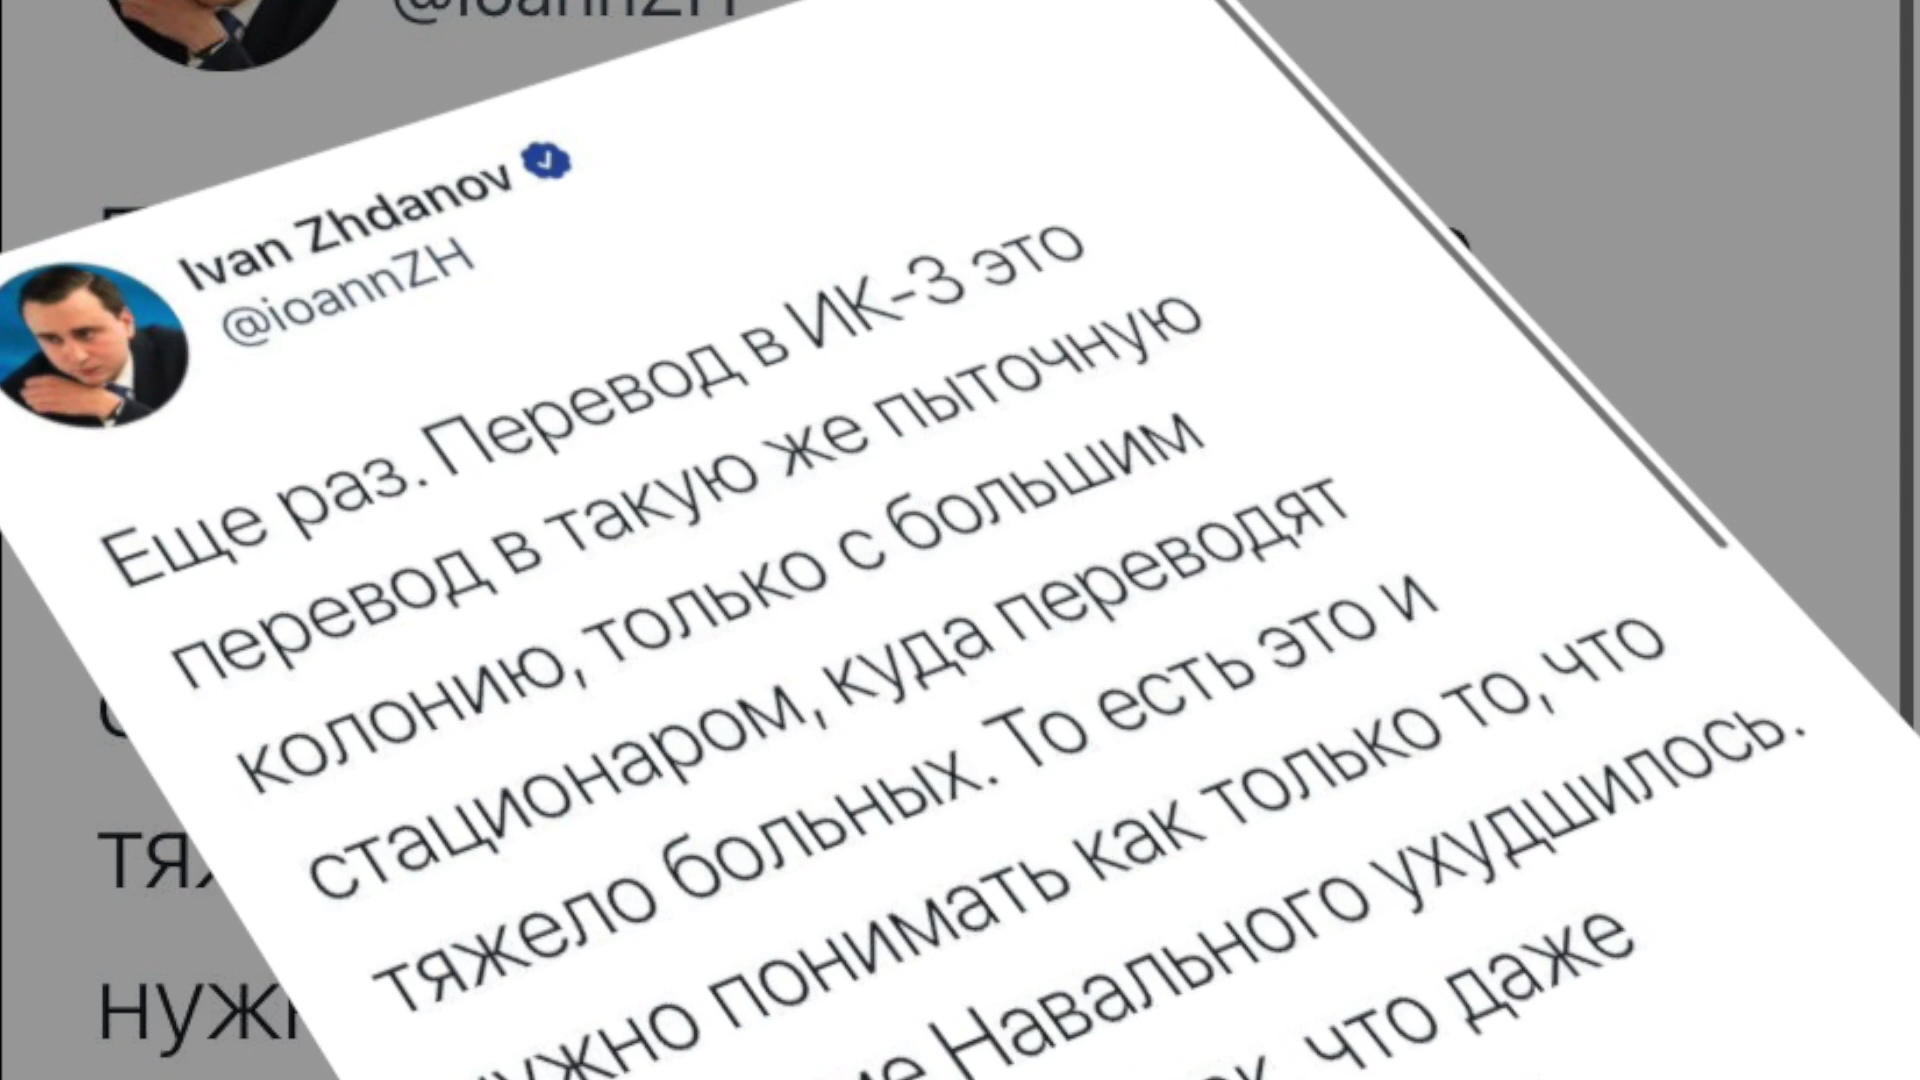 @ioannZH
Ivan Zhdanov
@ioannZH
Еще раз. Перевод в ИК-3 это
перевод в такую же пыточную
колонию, только с большим
стационаром, куда переводят
тяжело больных. То есть это и
нужно понимать как только то, что
Навального ухудшилось.
что даже